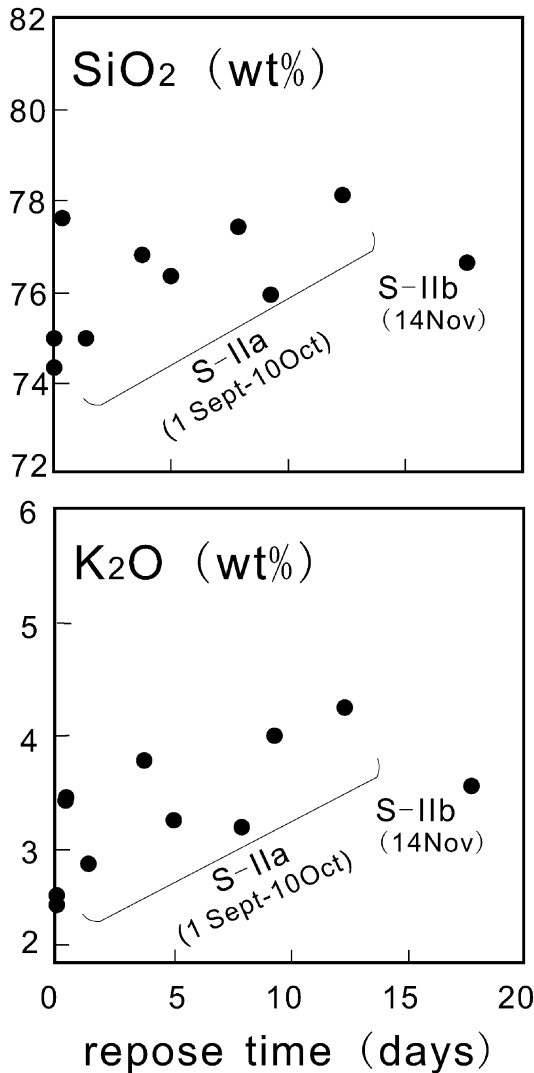 82
SiO2 (wt%)
80
78
76
S-IIb
(14Nov)
S-IIa
(1 Sept-10Oct)
74
72
6
K2O (wt%)
5
4
S-IIb
(14Nov)
3
S-IIa
(1 Sept-10Oct)
2
0 5 10 15 20
repose time (days)